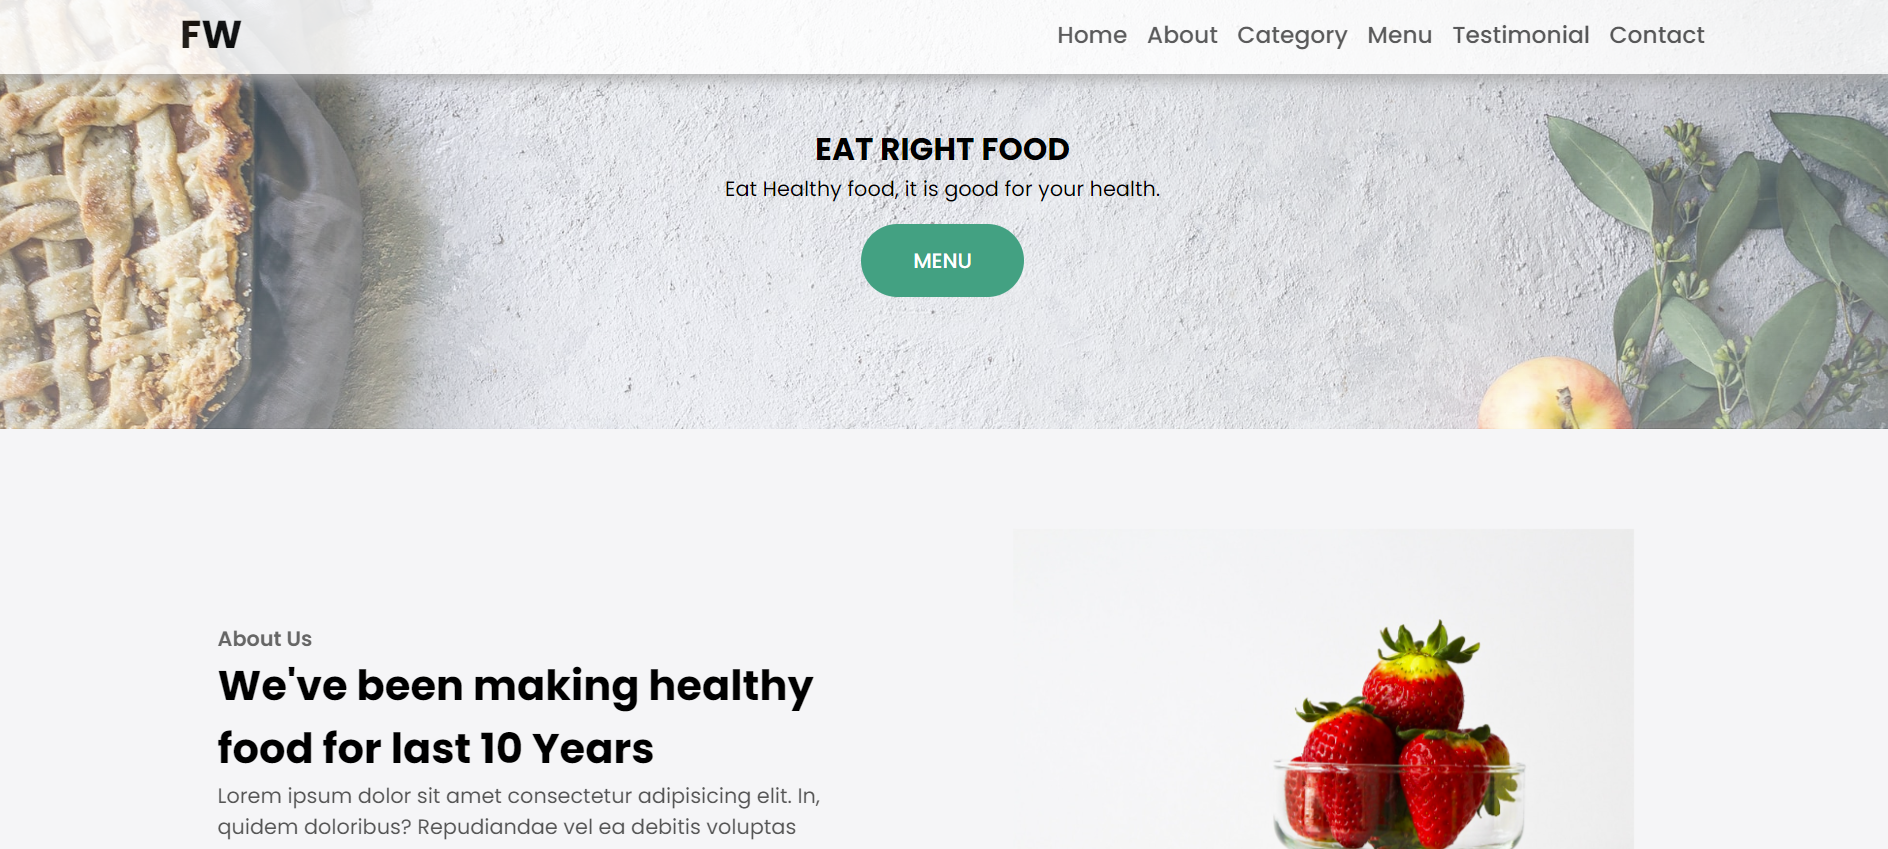 FW
Home About Category Menu Testimonial Contact
EAT RIGHT FOOD
Eat Healthy food, it is good for your health.
MENU
About Us
We've been making healthy
food for last 10 Years
Lorem ipsum dolor sit amet consectetur adipisicing elit. In,
quidem doloribus? Repudiandae vel ea debitis voluptas